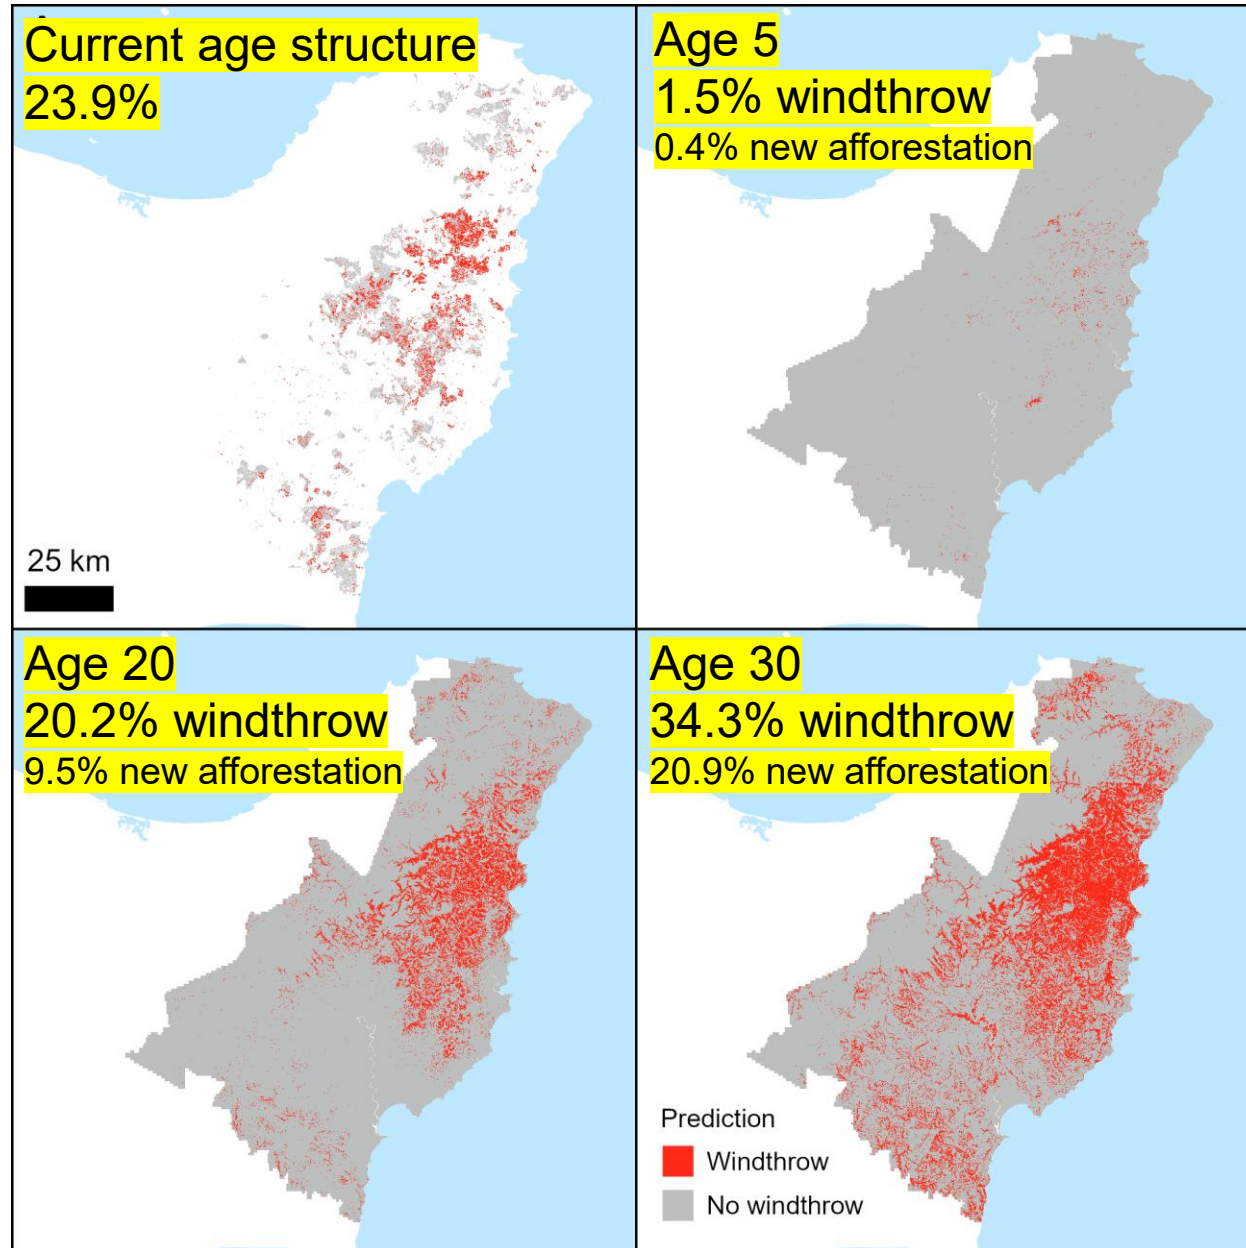 Current age structure
23.9%
25 km
Age 5
1.5% windthrow
0.4% new afforestation
Age 20
20.2% windthrow
9.5% new afforestation
Age 30
34.3% windthrow
20.9% new afforestation
Prediction
Windthrow
No windthrow